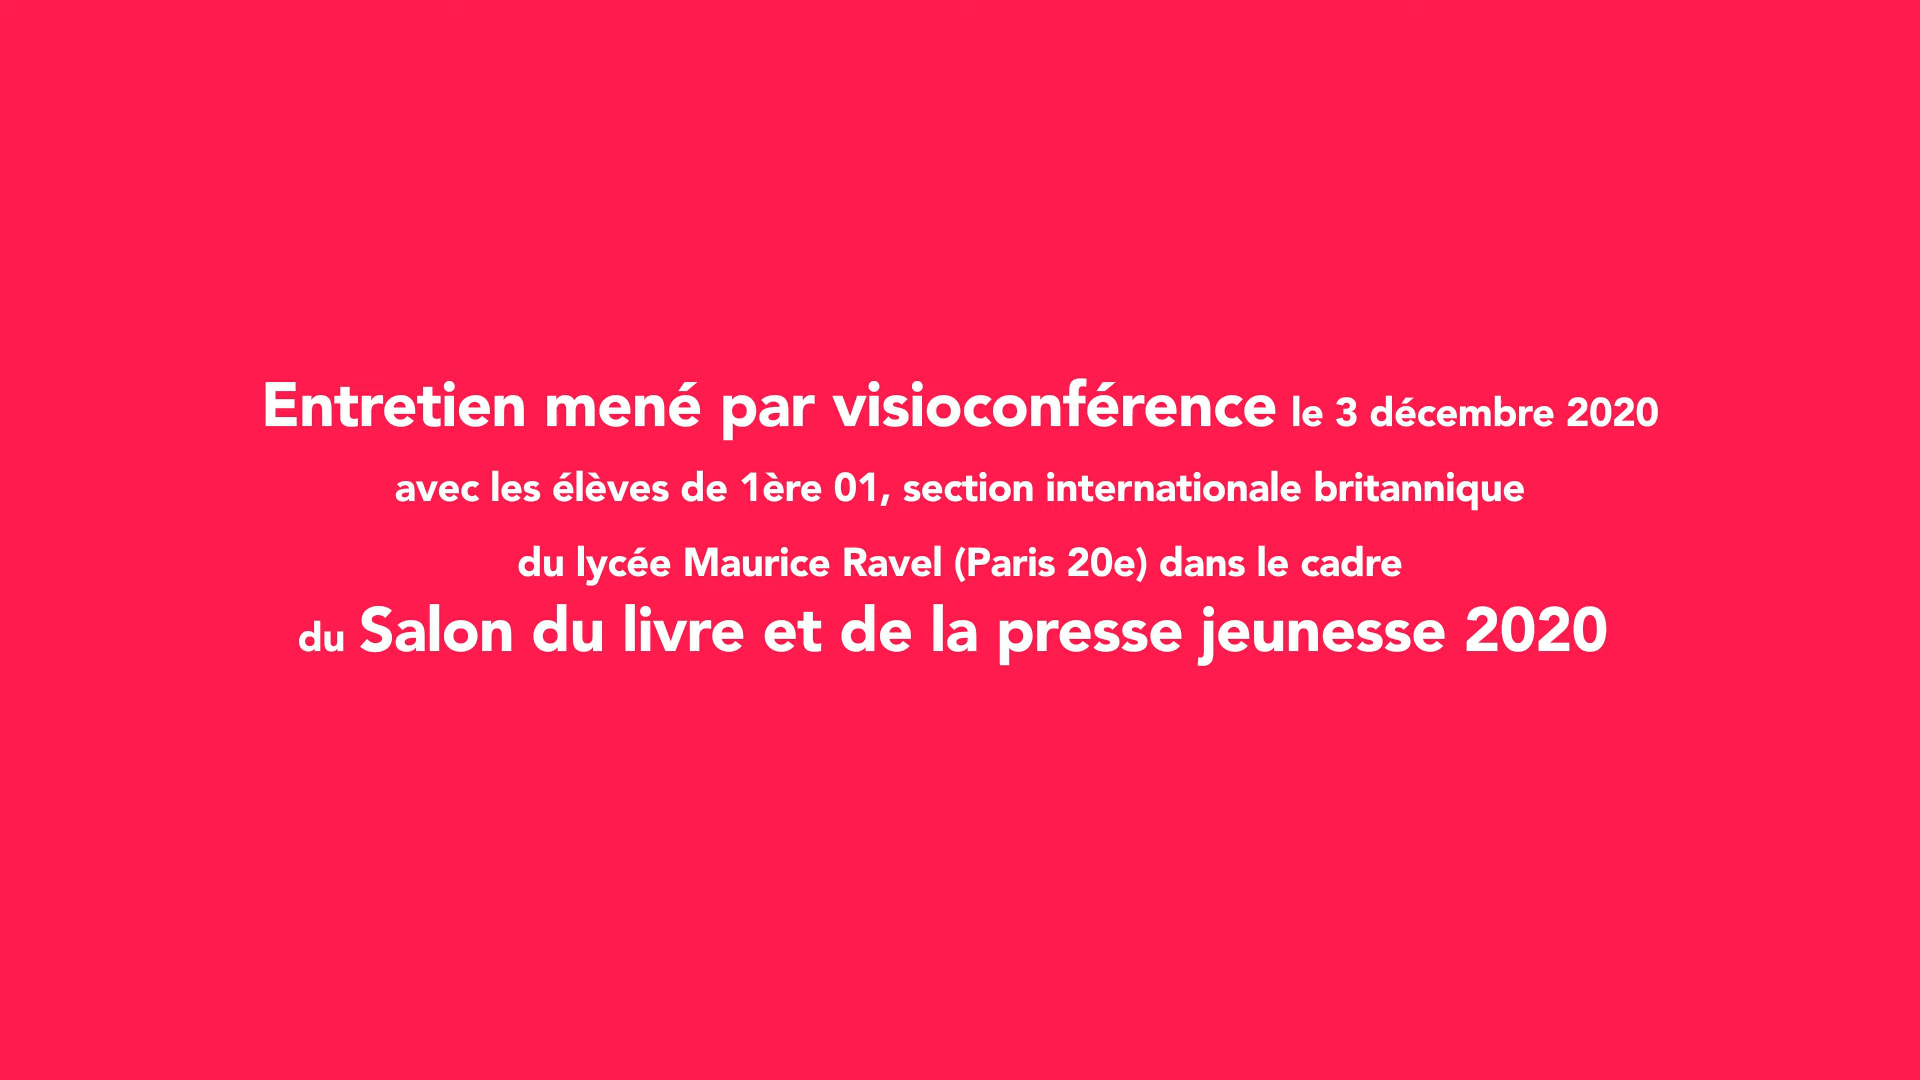 Entretien mené par visioconférence le 3 décembre 2020
avec les élèves de 1ère 01, section internationale britannique
du lycée Maurice Ravel (Paris 20e) dans le cadre
du Salon du livre et de la presse jeunesse 2020